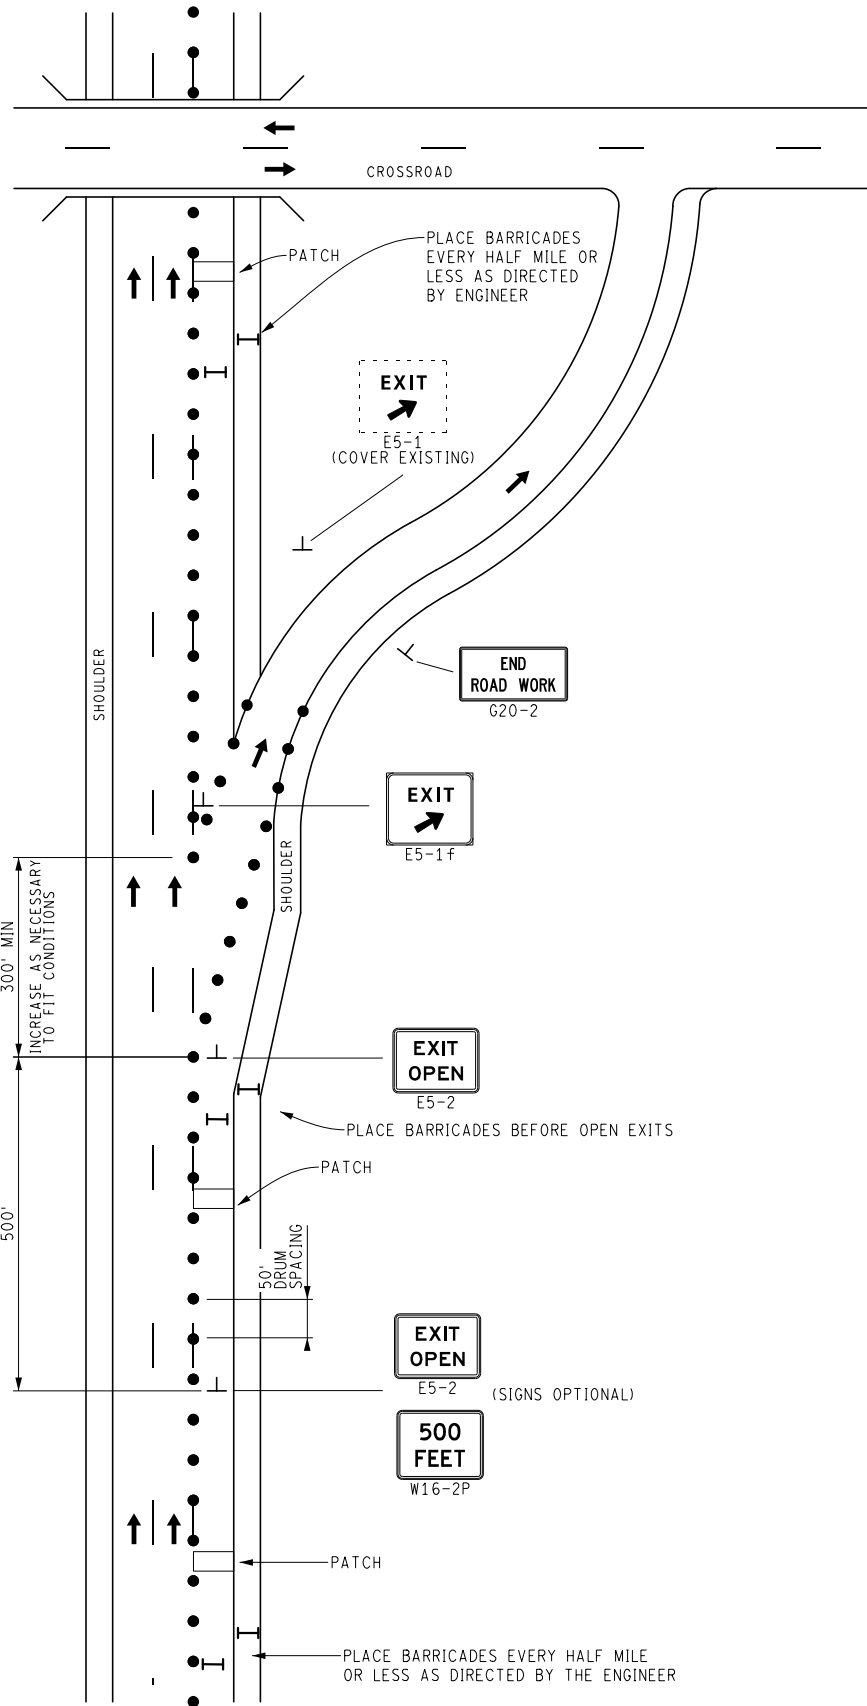 CROSSROAD
PATCH
PLACE BARRICADES
EVERY HALF MILE OR
LESS AS DIRECTED
BY ENGINEER
EXIT
E5-1
(COVER EXISTING)
SHOULDER
END
ROAD WORK
G20-2
EXIT
E5-1f
SHOULDER
300' MIN
INCREASE AS NECESSARY
TO FIT CONDITIONS
EXIT
OPEN
E5-2
PLACE BARRICADES BEFORE OPEN EXITS
PATCH
500'
50'
DRUM
SPACING
EXIT
OPEN
E5-2
(SIGNS OPTIONAL)
500
FEET
W16-2P
PATCH
PLACE BARRICADES EVERY HALF MILE
OR LESS AS DIRECTED BY THE ENGINEER